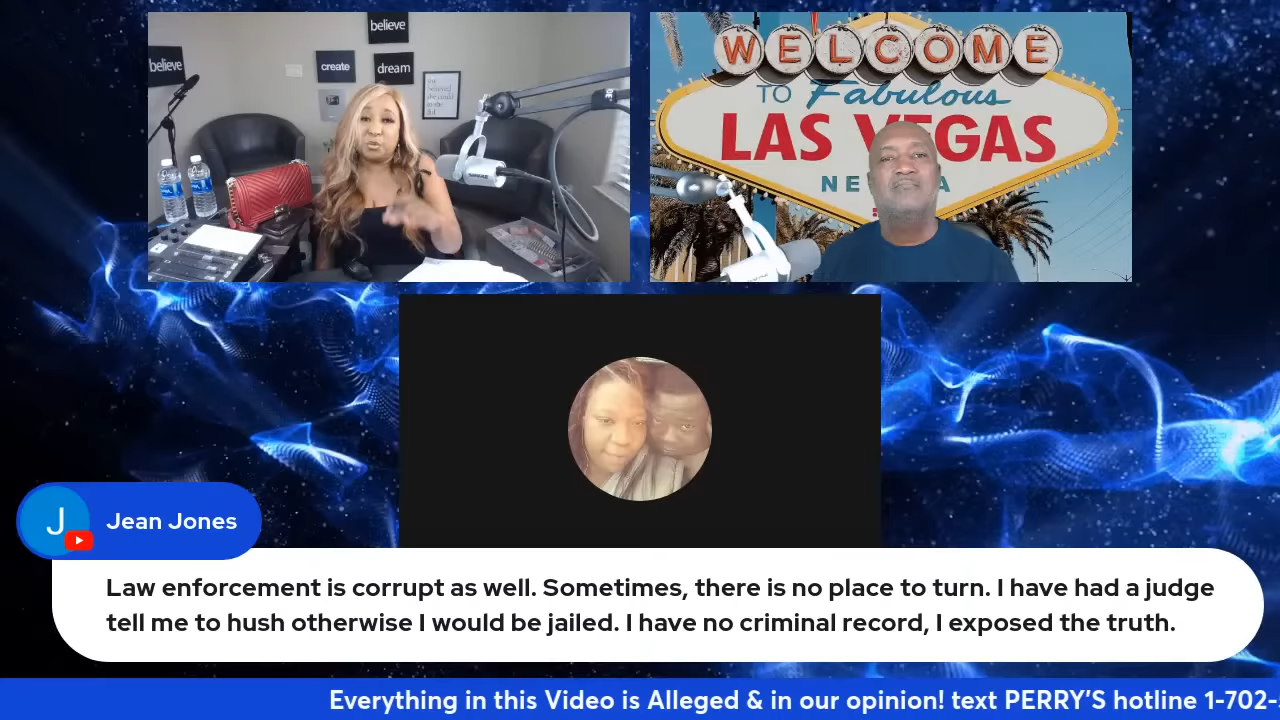 believe
believe
create
dream
WELCOME
TO Fabulous
LAS VEGAS
J
Jean Jones
Law enforcement is corrupt as well. Sometimes, there is no place to turn. I have had a judge
tell me to hush otherwise I would be jailed. I have no criminal record, I exposed the truth.
Everything in this Video is Alleged & in our opinion! text PERRY'S hotline 1-702-